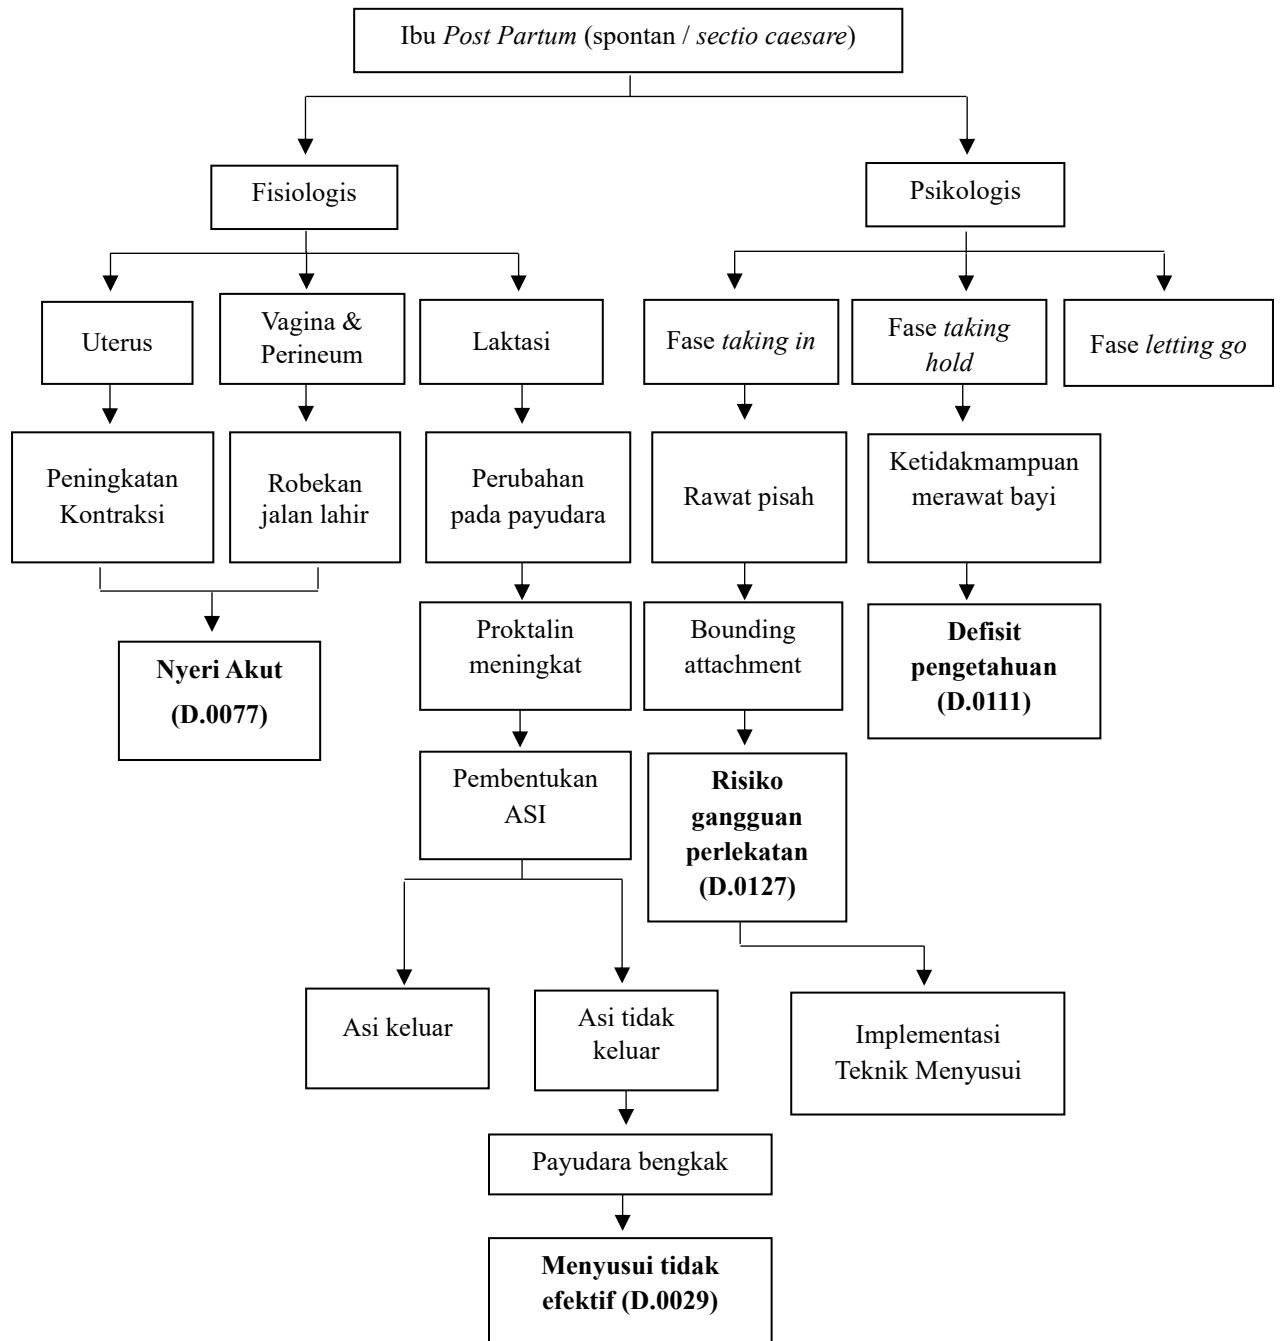 Ibu Post Partum (spontan / sectio caesare)
Fisiologis
Psikologis
Uterus
Vagina &
Perineum
Laktasi
Fase taking in
Fase taking
hold
Fase letting go
Peningkatan
Kontraksi
Robekan
jalan lahir
Perubahan
pada payudara
Rawat pisah
Ketidakmampuan
merawat bayi
Nyeri Akut
(D.0077)
Proktalin
meningkat
Bounding
attachment
Defisit
pengetahuan
(D.0111)
Pembentukan
ASI
Risiko
gangguan
perlekatan
(D.0127)
Asi keluar
Asi tidak
keluar
Implementasi
Teknik Menyusui
Payudara bengkak
Menyusui tidak
efektif (D.0029)